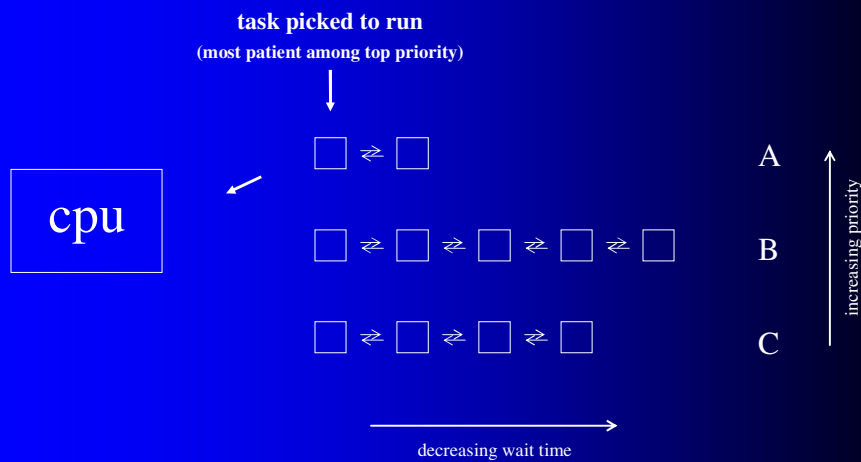 task picked to run
(most patient among top priority)
cpu
A
B
C
increasing priority
decreasing wait time